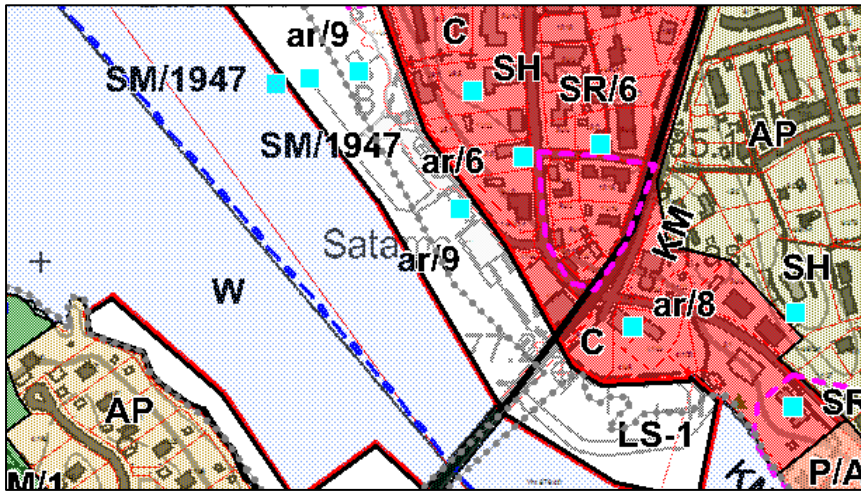 ar/9
C
SH
SM/1947
SR/6
AP
SM/1947
ar/6
KM
Satama
ar/9
SH
W
ar/8
C
AP
SR
LS-1
M/1
KM
P/A